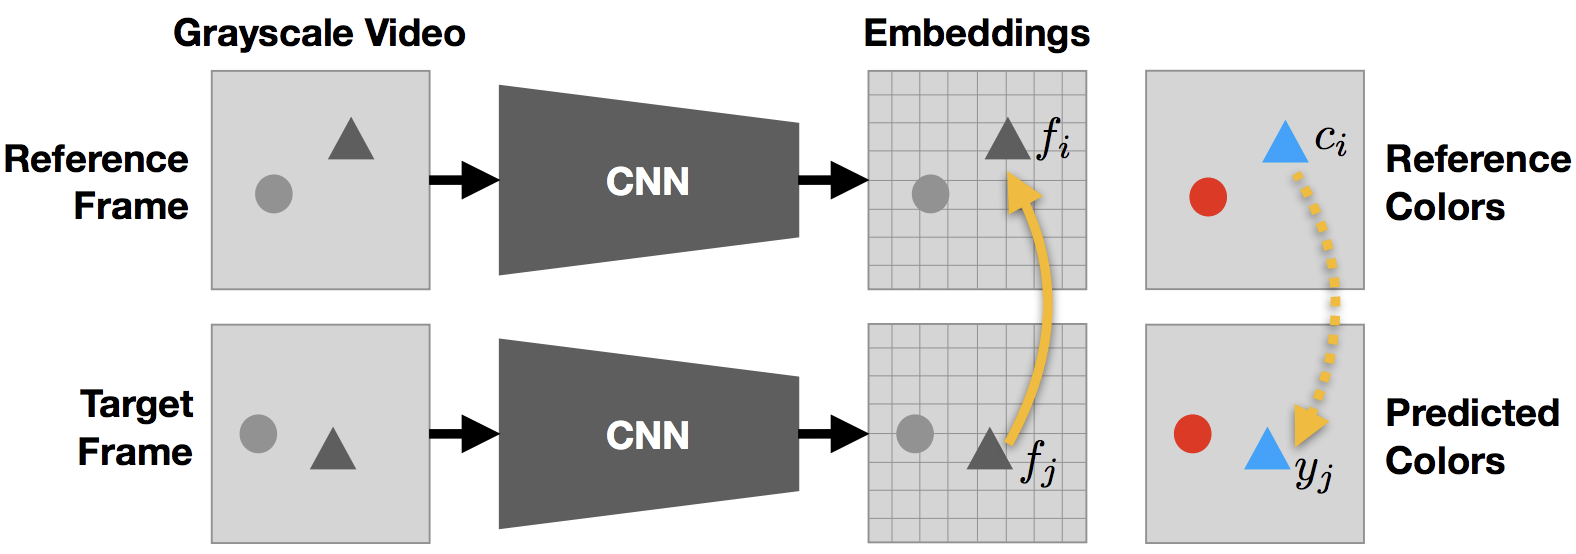 Grayscale Video
Embeddings
Reference
Frame
CNN
f_i
c_i
Reference
Colors
Target
Frame
CNN
f_j
y_j
Predicted
Colors